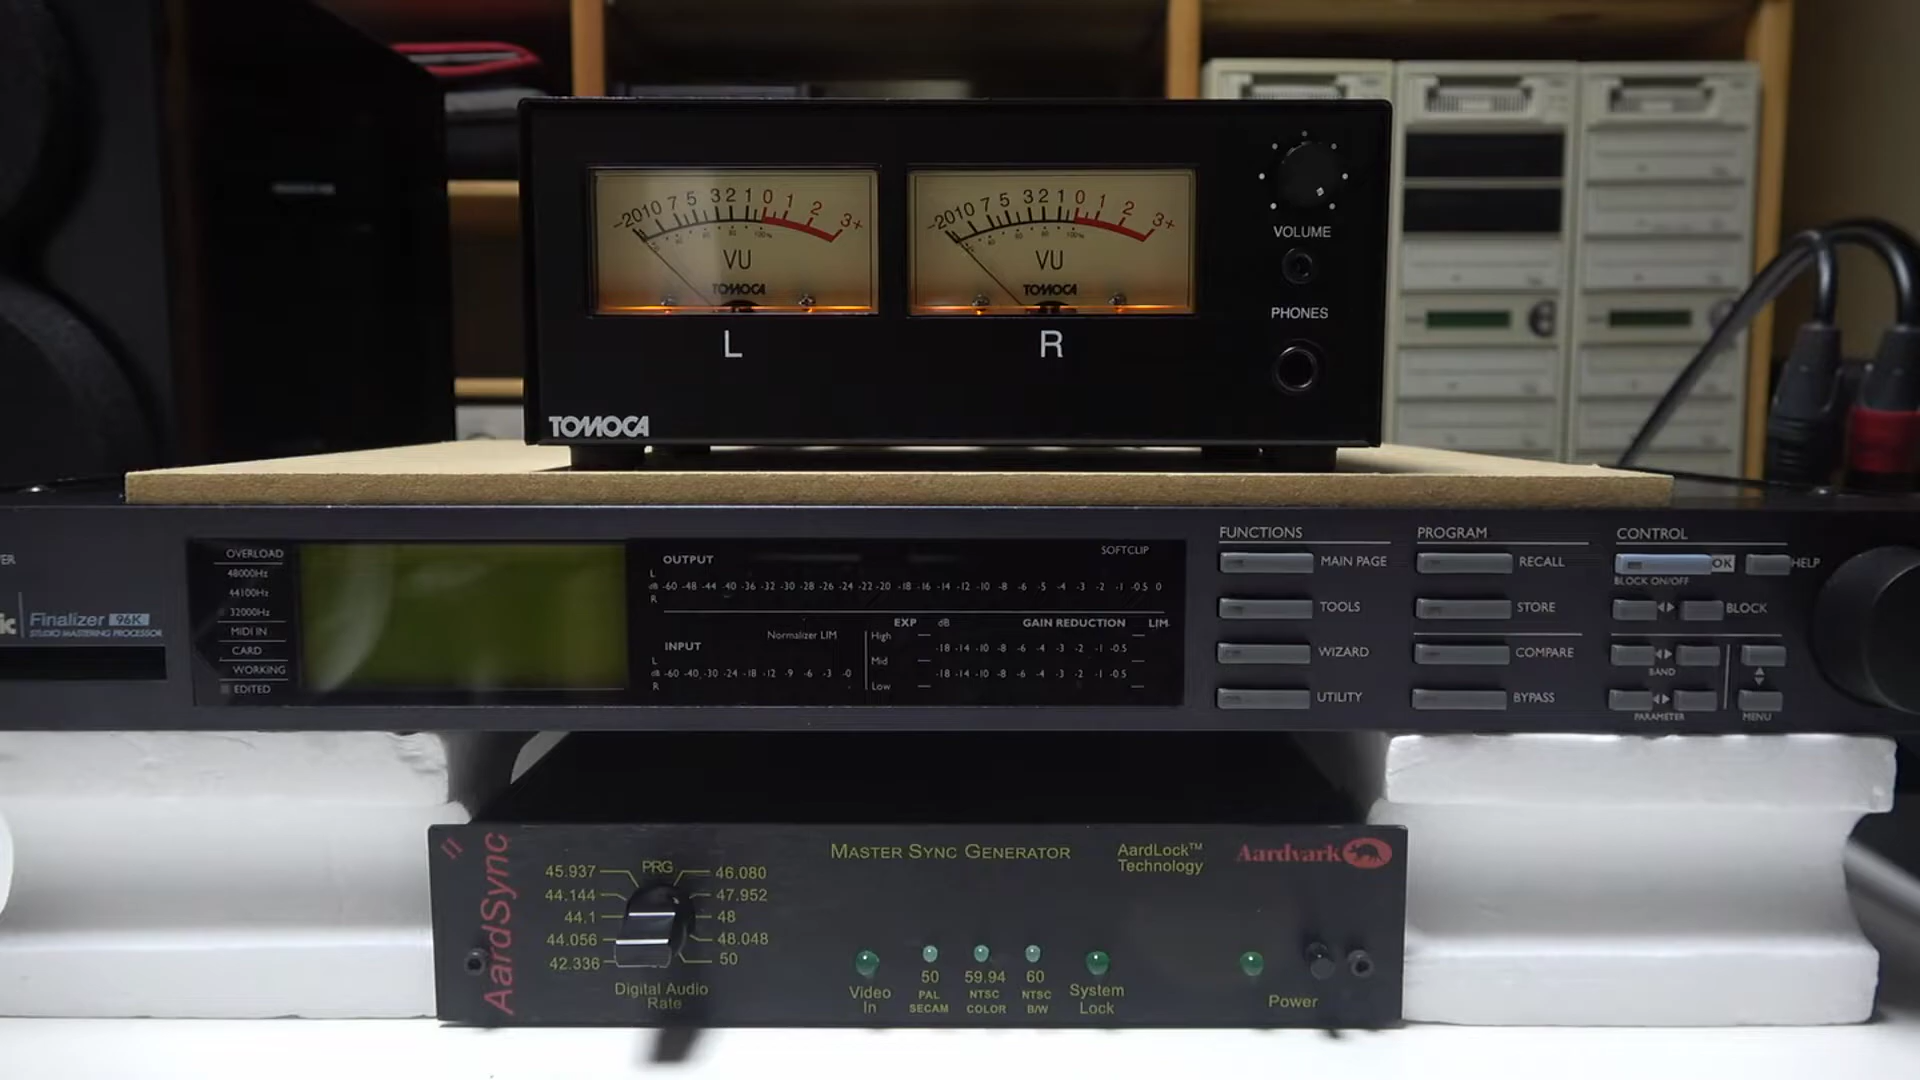 -20 10 7 5 3 2 1 0 1 2 3+
VU
TOMOCA
L
-20 10 7 5 3 2 1 0 1 2 3+
VU
TOMOCA
R
VOLUME
PHONES
TOMOCA
Finalizer 96K
STUDIO MASTERING PROCESSOR
OVERLOAD
48000Hz
44100Hz
32000Hz
MIDI IN
CARD
WORKING
EDITED
OUTPUT
SOFTCLIP
L
dB -60 -48 -44 -40 -36 -32 -30 -28 -26 -24 -22 -20 -18 -16 -14 -12 -10 -8 -6 -5 -4 -3 -2 -1 -0.5 0
R
INPUT
Normalizer LIM
L
dB -60 -40 -30 -24 -18 -12 -9 -6 -3 -0
R
EXP dB GAIN REDUCTION LIM
High
-18 -14 -10 -8 -6 -4 -3 -2 -1 -0.5
Mid
-18 -14 -10 -8 -6 -4 -3 -2 -1 -0.5
Low
FUNCTIONS
MAIN PAGE
TOOLS
WIZARD
UTILITY
PROGRAM
RECALL
STORE
COMPARE
BYPASS
CONTROL
OK
HELP
BLOCK ON/OFF
BLOCK
BAND
PARAMETER
MENU
AardSync
II
PRG
45.937
44.144
44.1
44.056
42.336
46.080
47.952
48
48.048
50
Digital Audio
Rate
MASTER SYNC GENERATOR
AardLock™
Technology
Aardvark
Video
In
50
PAL
SECAM
59.94
NTSC
COLOR
60
NTSC
B/W
System
Lock
Power